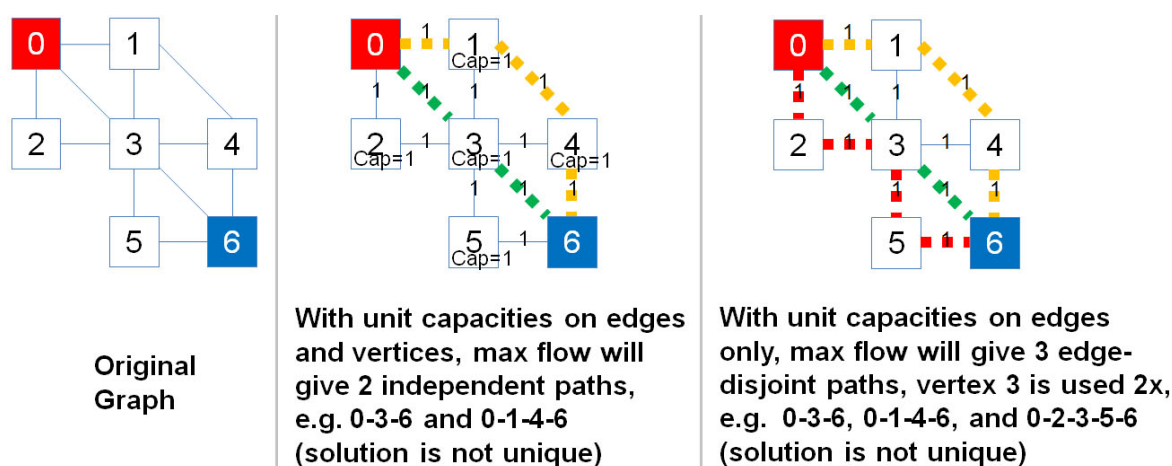 0 1
2 3 4
5 6
Original
Graph
0 1 1
Cap=1
1 1 1 1
2 1 3 1 4
Cap=1 Cap=1 Cap=1
1 1 1
5 1 6
Cap=1
With unit capacities on edges
and vertices, max flow will
give 2 independent paths,
e.g. 0-3-6 and 0-1-4-6
(solution is not unique)
0 1 1
1 1 1 1
2 1 3 1 4
1 1 1
5 1 6
With unit capacities on edges
only, max flow will give 3 edge-
disjoint paths, vertex 3 is used 2x,
e.g. 0-3-6, 0-1-4-6, and 0-2-3-5-6
(solution is not unique)